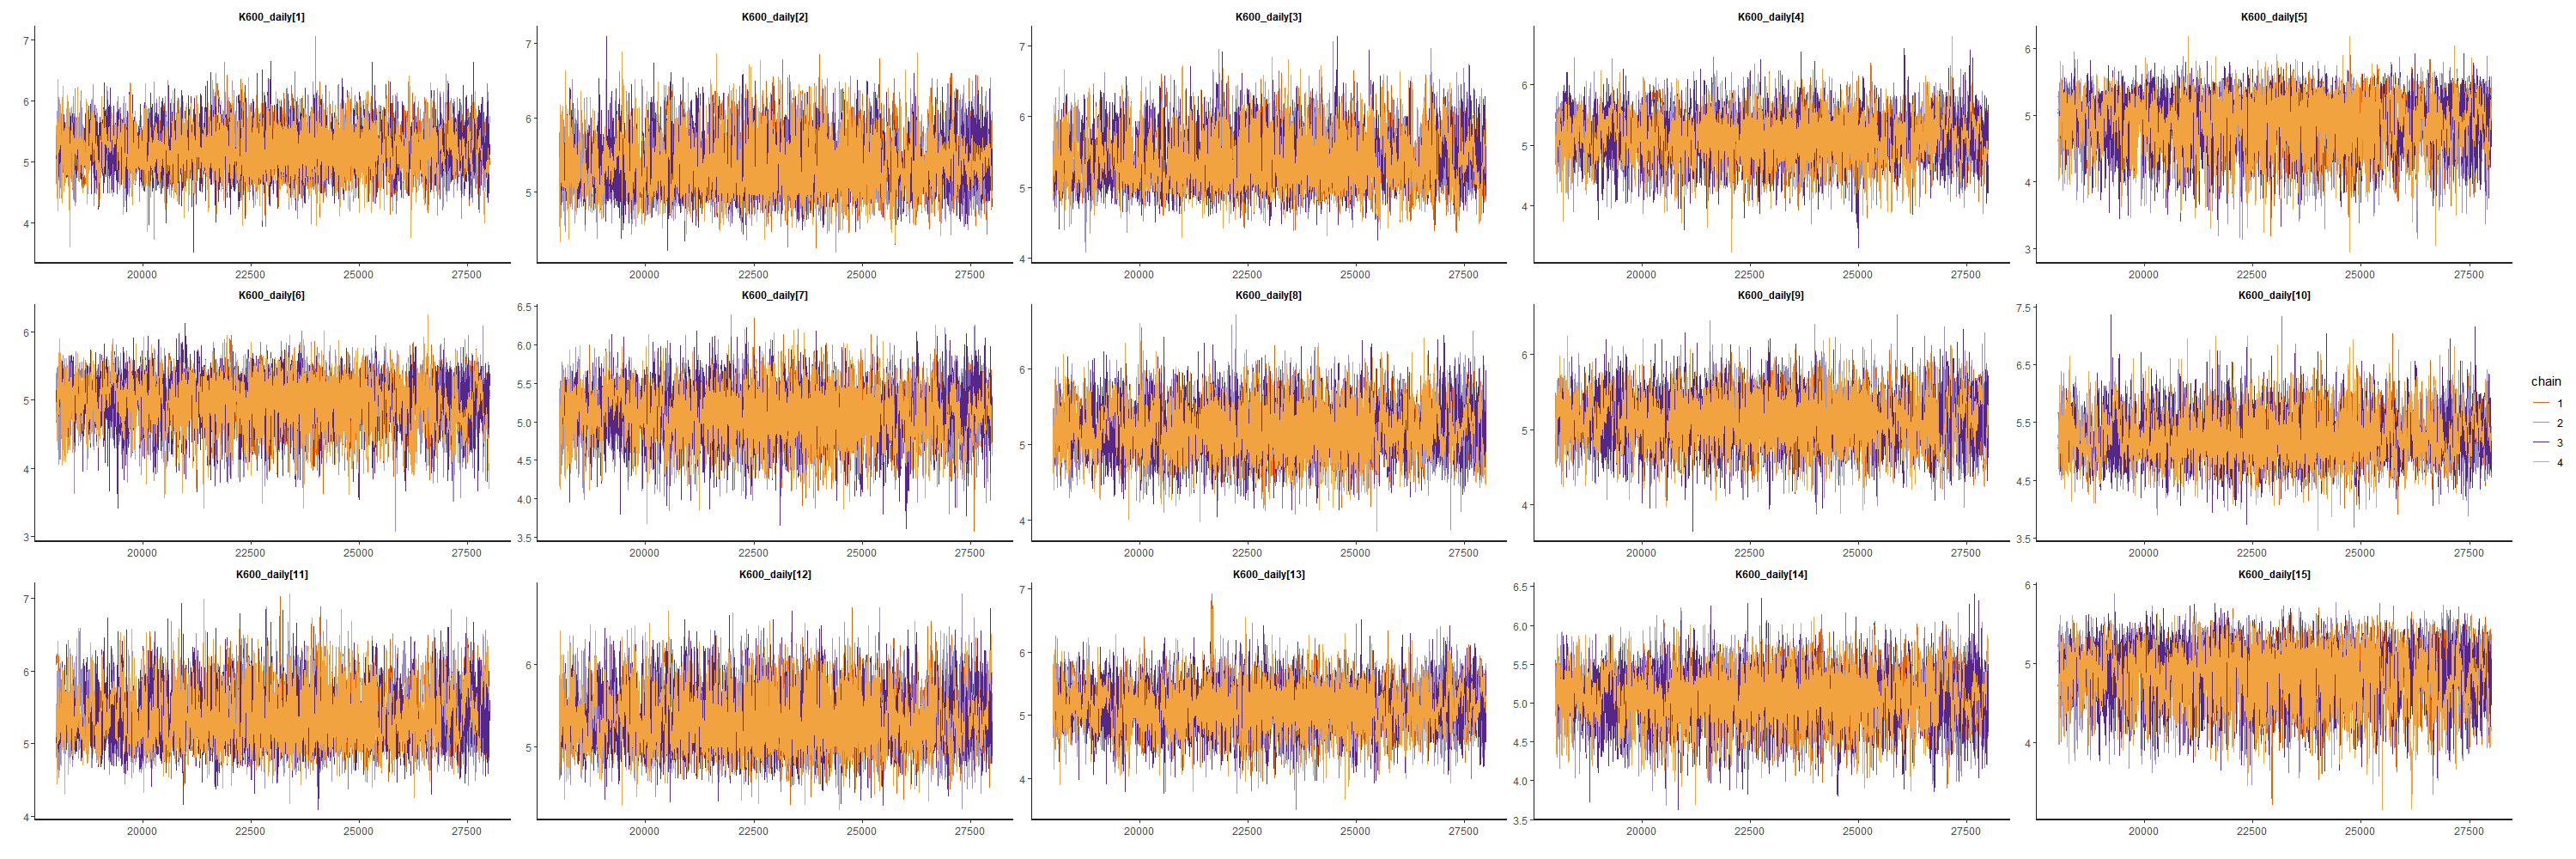 K600_daily[1] K600_daily[2] K600_daily[3] K600_daily[4] K600_daily[5]
7 7 7 6
6 6 6 6 5
5 5 5 5 4
4 4 4 3
20000 22500 25000 27500 20000 22500 25000 27500 20000 22500 25000 27500 20000 22500 25000 27500 20000 22500 25000 27500
K600_daily[6] K600_daily[7] K600_daily[8] K600_daily[9] K600_daily[10]
6 6.5 6 6 7.5
5 6.0 5 5 6.5
4 5.5 4 4 5.5
3 5.0 4.5
4.5 3.5
4.0
3.5
20000 22500 25000 27500 20000 22500 25000 27500 20000 22500 25000 27500 20000 22500 25000 27500 20000 22500 25000 27500
K600_daily[11] K600_daily[12] K600_daily[13] K600_daily[14] K600_daily[15]
7 6 7 6.5 6
6 5 6 6.0 5
5 5 5.5 4
4 4 5.0
4.5
4.0
3.5
20000 22500 25000 27500 20000 22500 25000 27500 20000 22500 25000 27500 20000 22500 25000 27500 20000 22500 25000 27500
chain
1
2
3
4